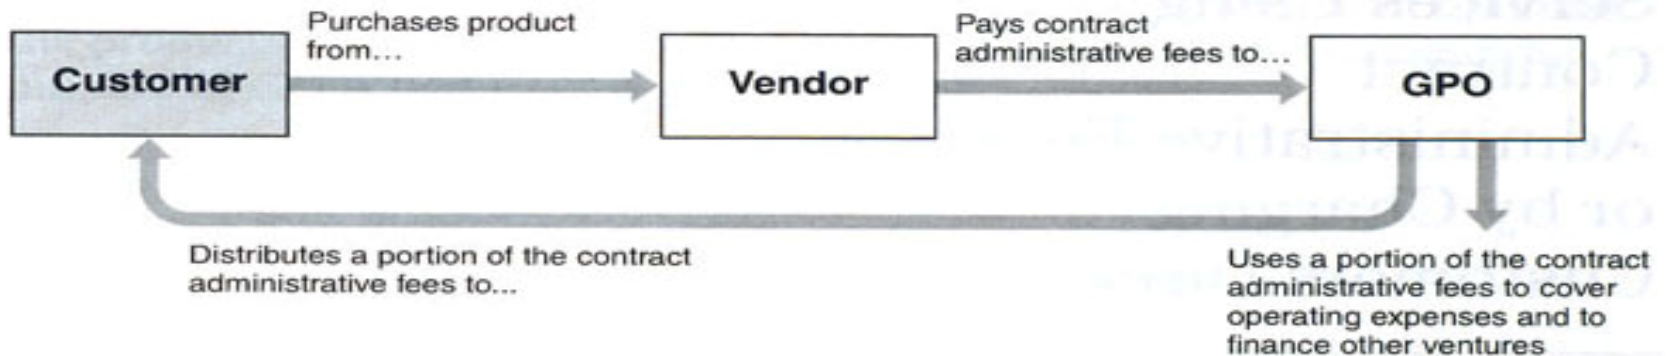 Purchases product
from...
Pays contract
administrative fees to...
Customer
Vendor
GPO
Distributes a portion of the contract
administrative fees to...
Uses a portion of the contract
administrative fees to cover
operating expenses and to
finance other ventures